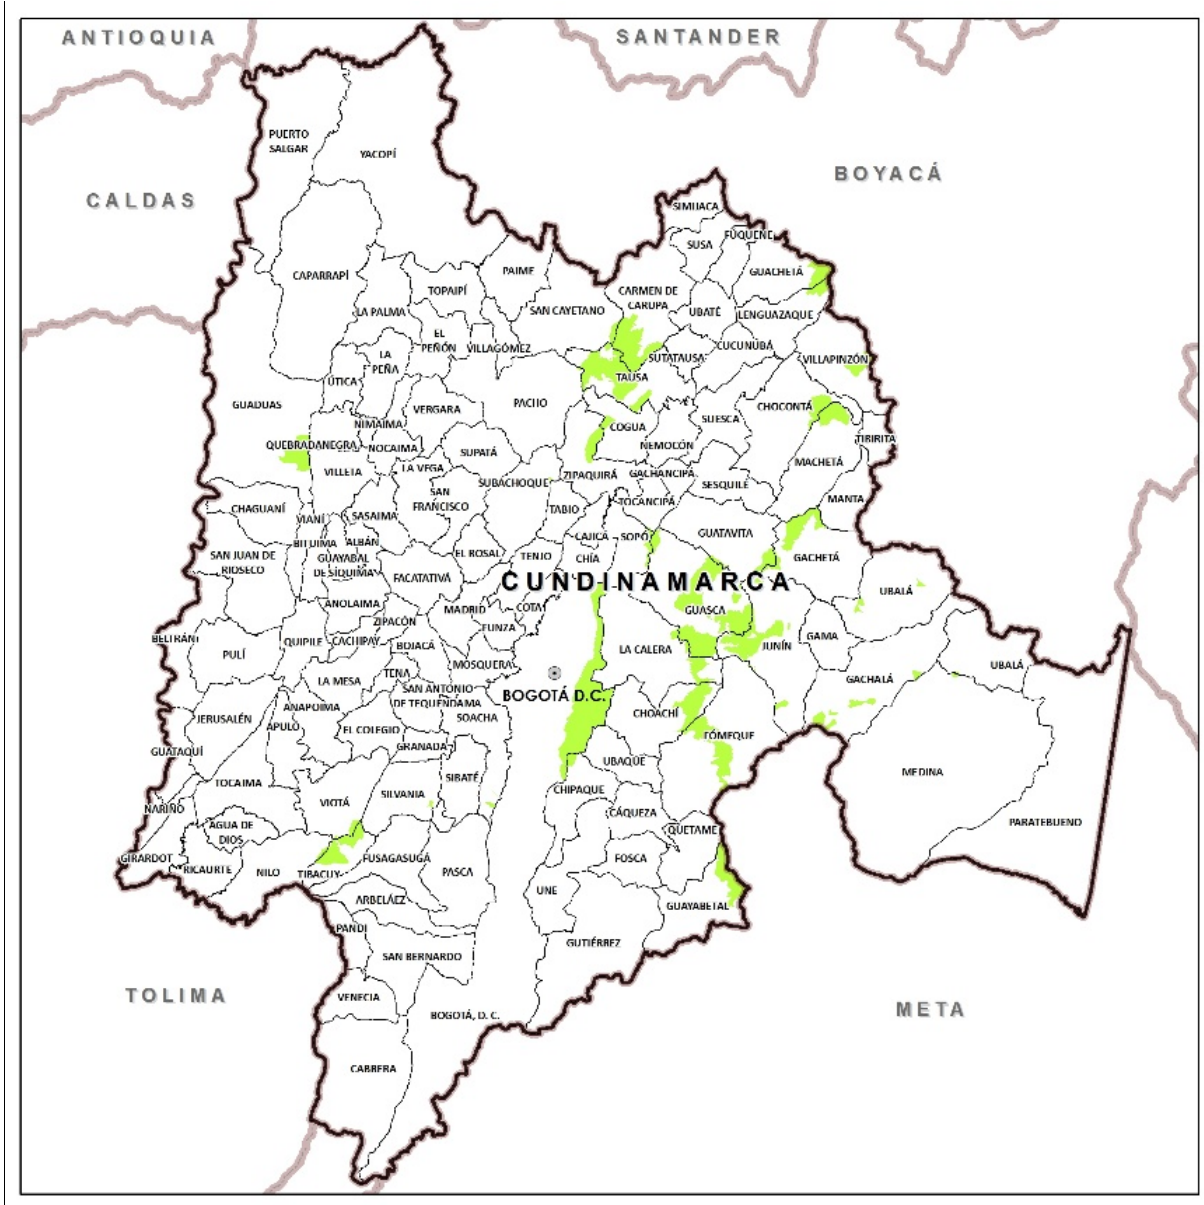 ANTIOQUIA
SANTANDER
BOYACÁ
CALDAS
PUERTO
SALGAR
YACOPÍ
SIMIJACA
FÚQUENE
SUSA
GUACHETÁ
PAIME
CAPARRAPÍ
TOPAIPÍ
CARMEN DE
CARUPA
SAN CAYETANO
LA PALMA
UBATÉ
LENGUAZAQUE
EL
PEÑÓN
VILLAGÓMEZ
CUCUNUBÁ
LA
PEÑA
SUTATAUSA
VILLAPINZÓN
TAUSA
ÚTICA
GUADUAS
PACHO
VERGARA
CHOCONTÁ
NIMAIMA
COGUA
SUESCA
QUEBRADANEGRA
NOCAIMA
NEMOCÓN
TIBIRITA
SUPATÁ
VILLETA
LA VEGA
MACHETÁ
SUBACHOQUE
ZIPAQUIRÁ
GACHANCIPÁ
SESQUILÉ
SAN
FRANCISCO
TOCANCIPÁ
MANTA
CHAGUANÍ
TABIO
VIANÍ
SASAIMA
GUATAVITA
CAJICÁ
SOPÓ
BITUIMA
ALBÁN
SAN JUAN DE
RIOSECO
EL ROSAL
TENJO
CHÍA
GUAYABAL
DE SÍQUIMA
GACHETÁ
FACATATIVÁ
CUNDINAMARCA
UBALÁ
ANOLAIMA
MADRID
COTA
GUASCA
ZIPACÓN
FUNZA
BELTRÁN
QUIPILE
CACHIPAY
BOJACÁ
GAMA
PULÍ
LA CALERA
JUNÍN
MOSQUERA
UBALÁ
TENA
LA MESA
GACHALÁ
SAN ANTONIO
DE TEQUENDAMA
BOGOTÁ D.C.
ANAPOIMA
JERUSALÉN
SOACHA
CHOACHÍ
APULO
EL COLEGIO
FÓMEQUE
GUATAQUÍ
GRANADA
UBAQUE
MEDINA
SIBATÉ
TOCAIMA
CHIPAQUE
SILVANIA
VIOTÁ
NARIÑO
CÁQUEZA
PARATEBUENO
AGUA DE
DIOS
QUETAME
GIRARDOT
FUSAGASUGÁ
FOSCA
RICAURTE
NILO
TIBACUY
PASCA
UNE
ARBELÁEZ
GUAYABETAL
PANDI
GUTIÉRREZ
SAN BERNARDO
TOLIMA
VENECIA
META
BOGOTÁ, D. C.
CABRERA